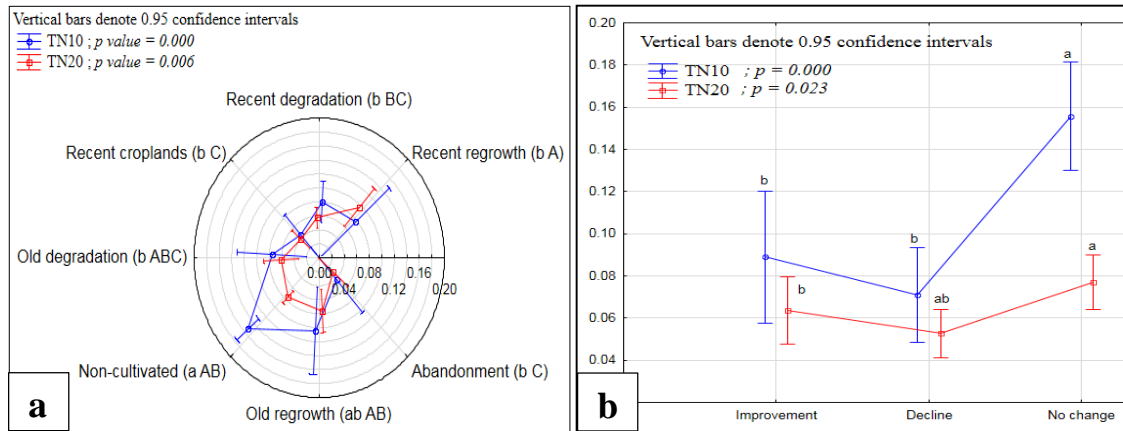 Vertical bars denote 0.95 confidence intervals
TN10 ; p value = 0.000
TN20 ; p value = 0.006
Recent degradation (b BC)
Recent croplands (b C)
Recent regrowth (b A)
Old degradation (b ABC)
0.00
0.04
0.08
0.12
0.16
0.20
Non-cultivated (a AB)
Abandonment (b C)
Old regrowth (ab AB)
a
0.20
0.18
0.16
0.14
0.12
0.10
0.08
0.06
0.04
Vertical bars denote 0.95 confidence intervals
TN10 ; p = 0.000
TN20 ; p = 0.023
a
b
b
a
b
ab
Improvement
Decline
No change
b